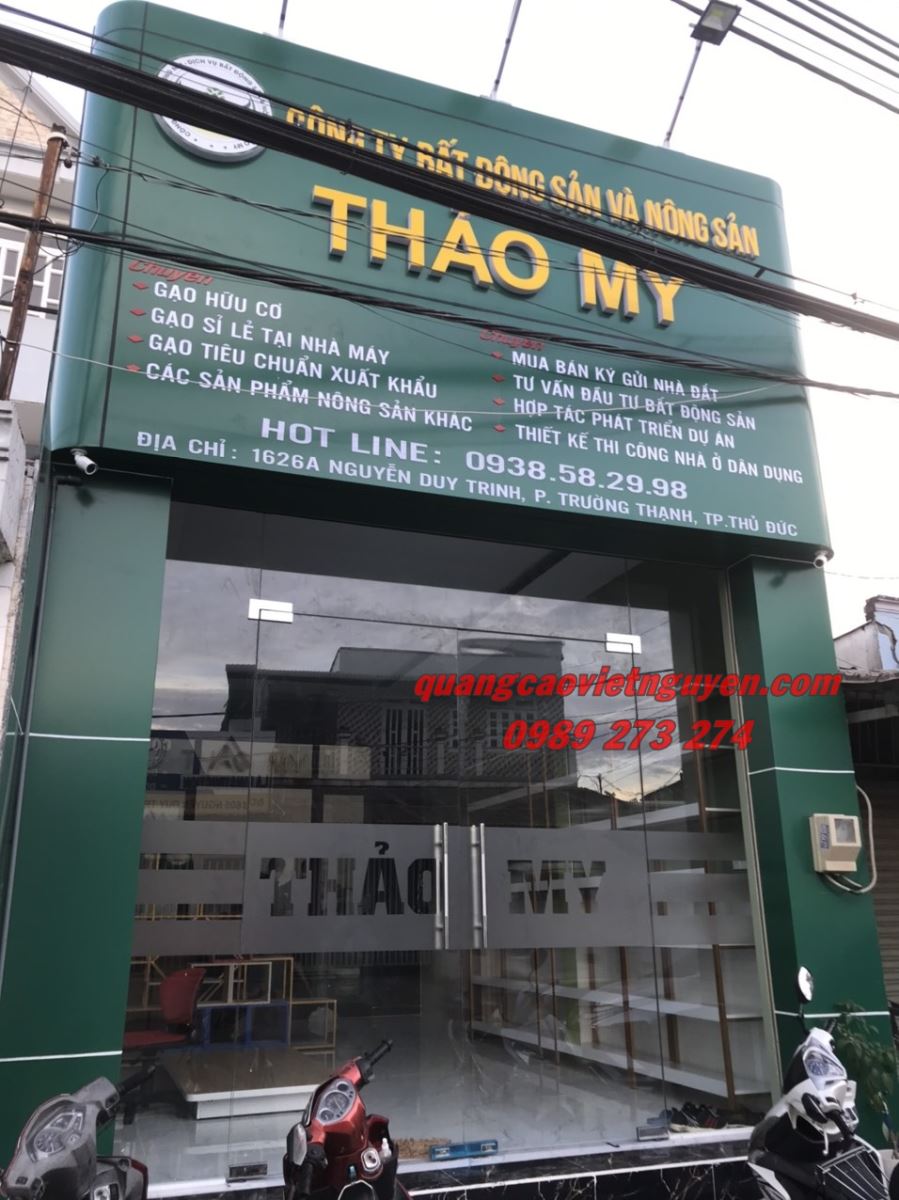 DỊCH VỤ BẤT ĐỘNG
CÔNG TY BẤT ĐỘNG SẢN VÀ NÔNG SẢN
THẢO MY
Chuyên
GẠO HỮU CƠ
GẠO SỈ LẺ TẠI NHÀ MÁY
GẠO TIÊU CHUẨN XUẤT KHẨU
CÁC SẢN PHẨM NÔNG SẢN KHÁC
Chuyên
MUA BÁN KÝ GỬI NHÀ ĐẤT
TƯ VẤN ĐẦU TƯ BẤT ĐỘNG SẢN
HỢP TÁC PHÁT TRIỂN DỰ ÁN
THIẾT KẾ THI CÔNG NHÀ Ở DÂN DỤNG
HOT LINE: 0938.58.29.98
ĐỊA CHỈ : 1626A NGUYỄN DUY TRINH, P. TRƯỜNG THẠNH, TP.THỦ ĐỨC
quangcaovietnguyen.com
0989 273 274
THẢO MY